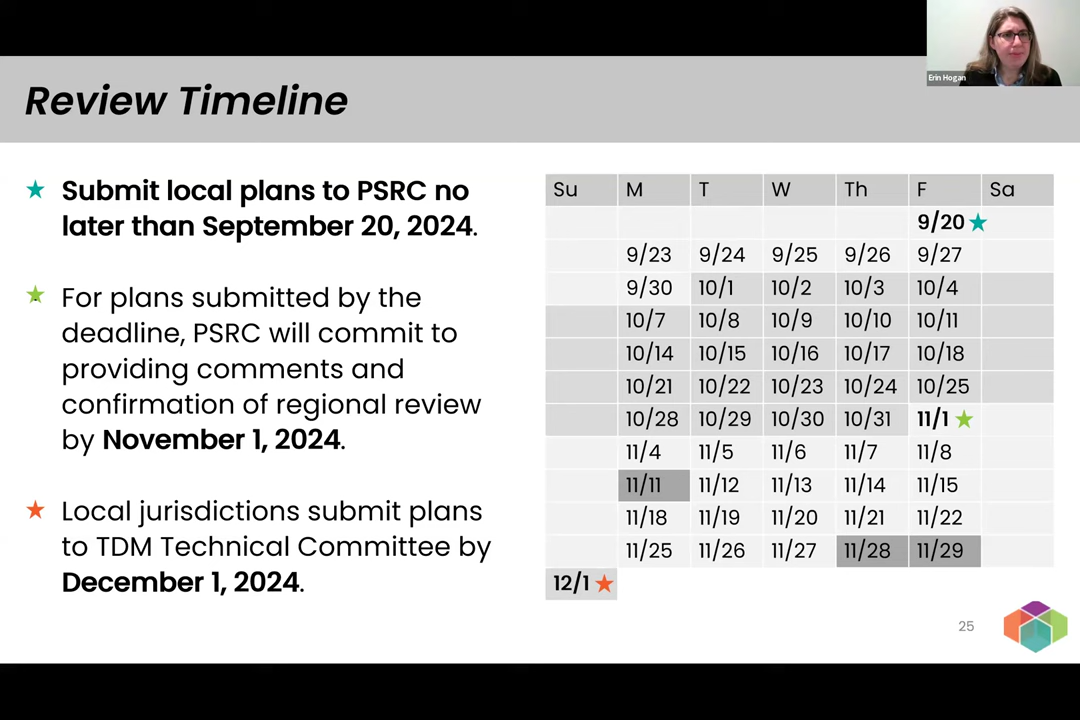 Erin Hogan
Review Timeline
Submit local plans to PSRC no
later than September 20, 2024.
For plans submitted by the
deadline, PSRC will commit to
providing comments and
confirmation of regional review
by November 1, 2024.
Local jurisdictions submit plans
to TDM Technical Committee by
December 1, 2024.
Su M T W Th F Sa
9/20
9/23 9/24 9/25 9/26 9/27
9/30 10/1 10/2 10/3 10/4
10/7 10/8 10/9 10/10 10/11
10/14 10/15 10/16 10/17 10/18
10/21 10/22 10/23 10/24 10/25
10/28 10/29 10/30 10/31 11/1
11/4 11/5 11/6 11/7 11/8
11/11 11/12 11/13 11/14 11/15
11/18 11/19 11/20 11/21 11/22
11/25 11/26 11/27 11/28 11/29
12/1
25